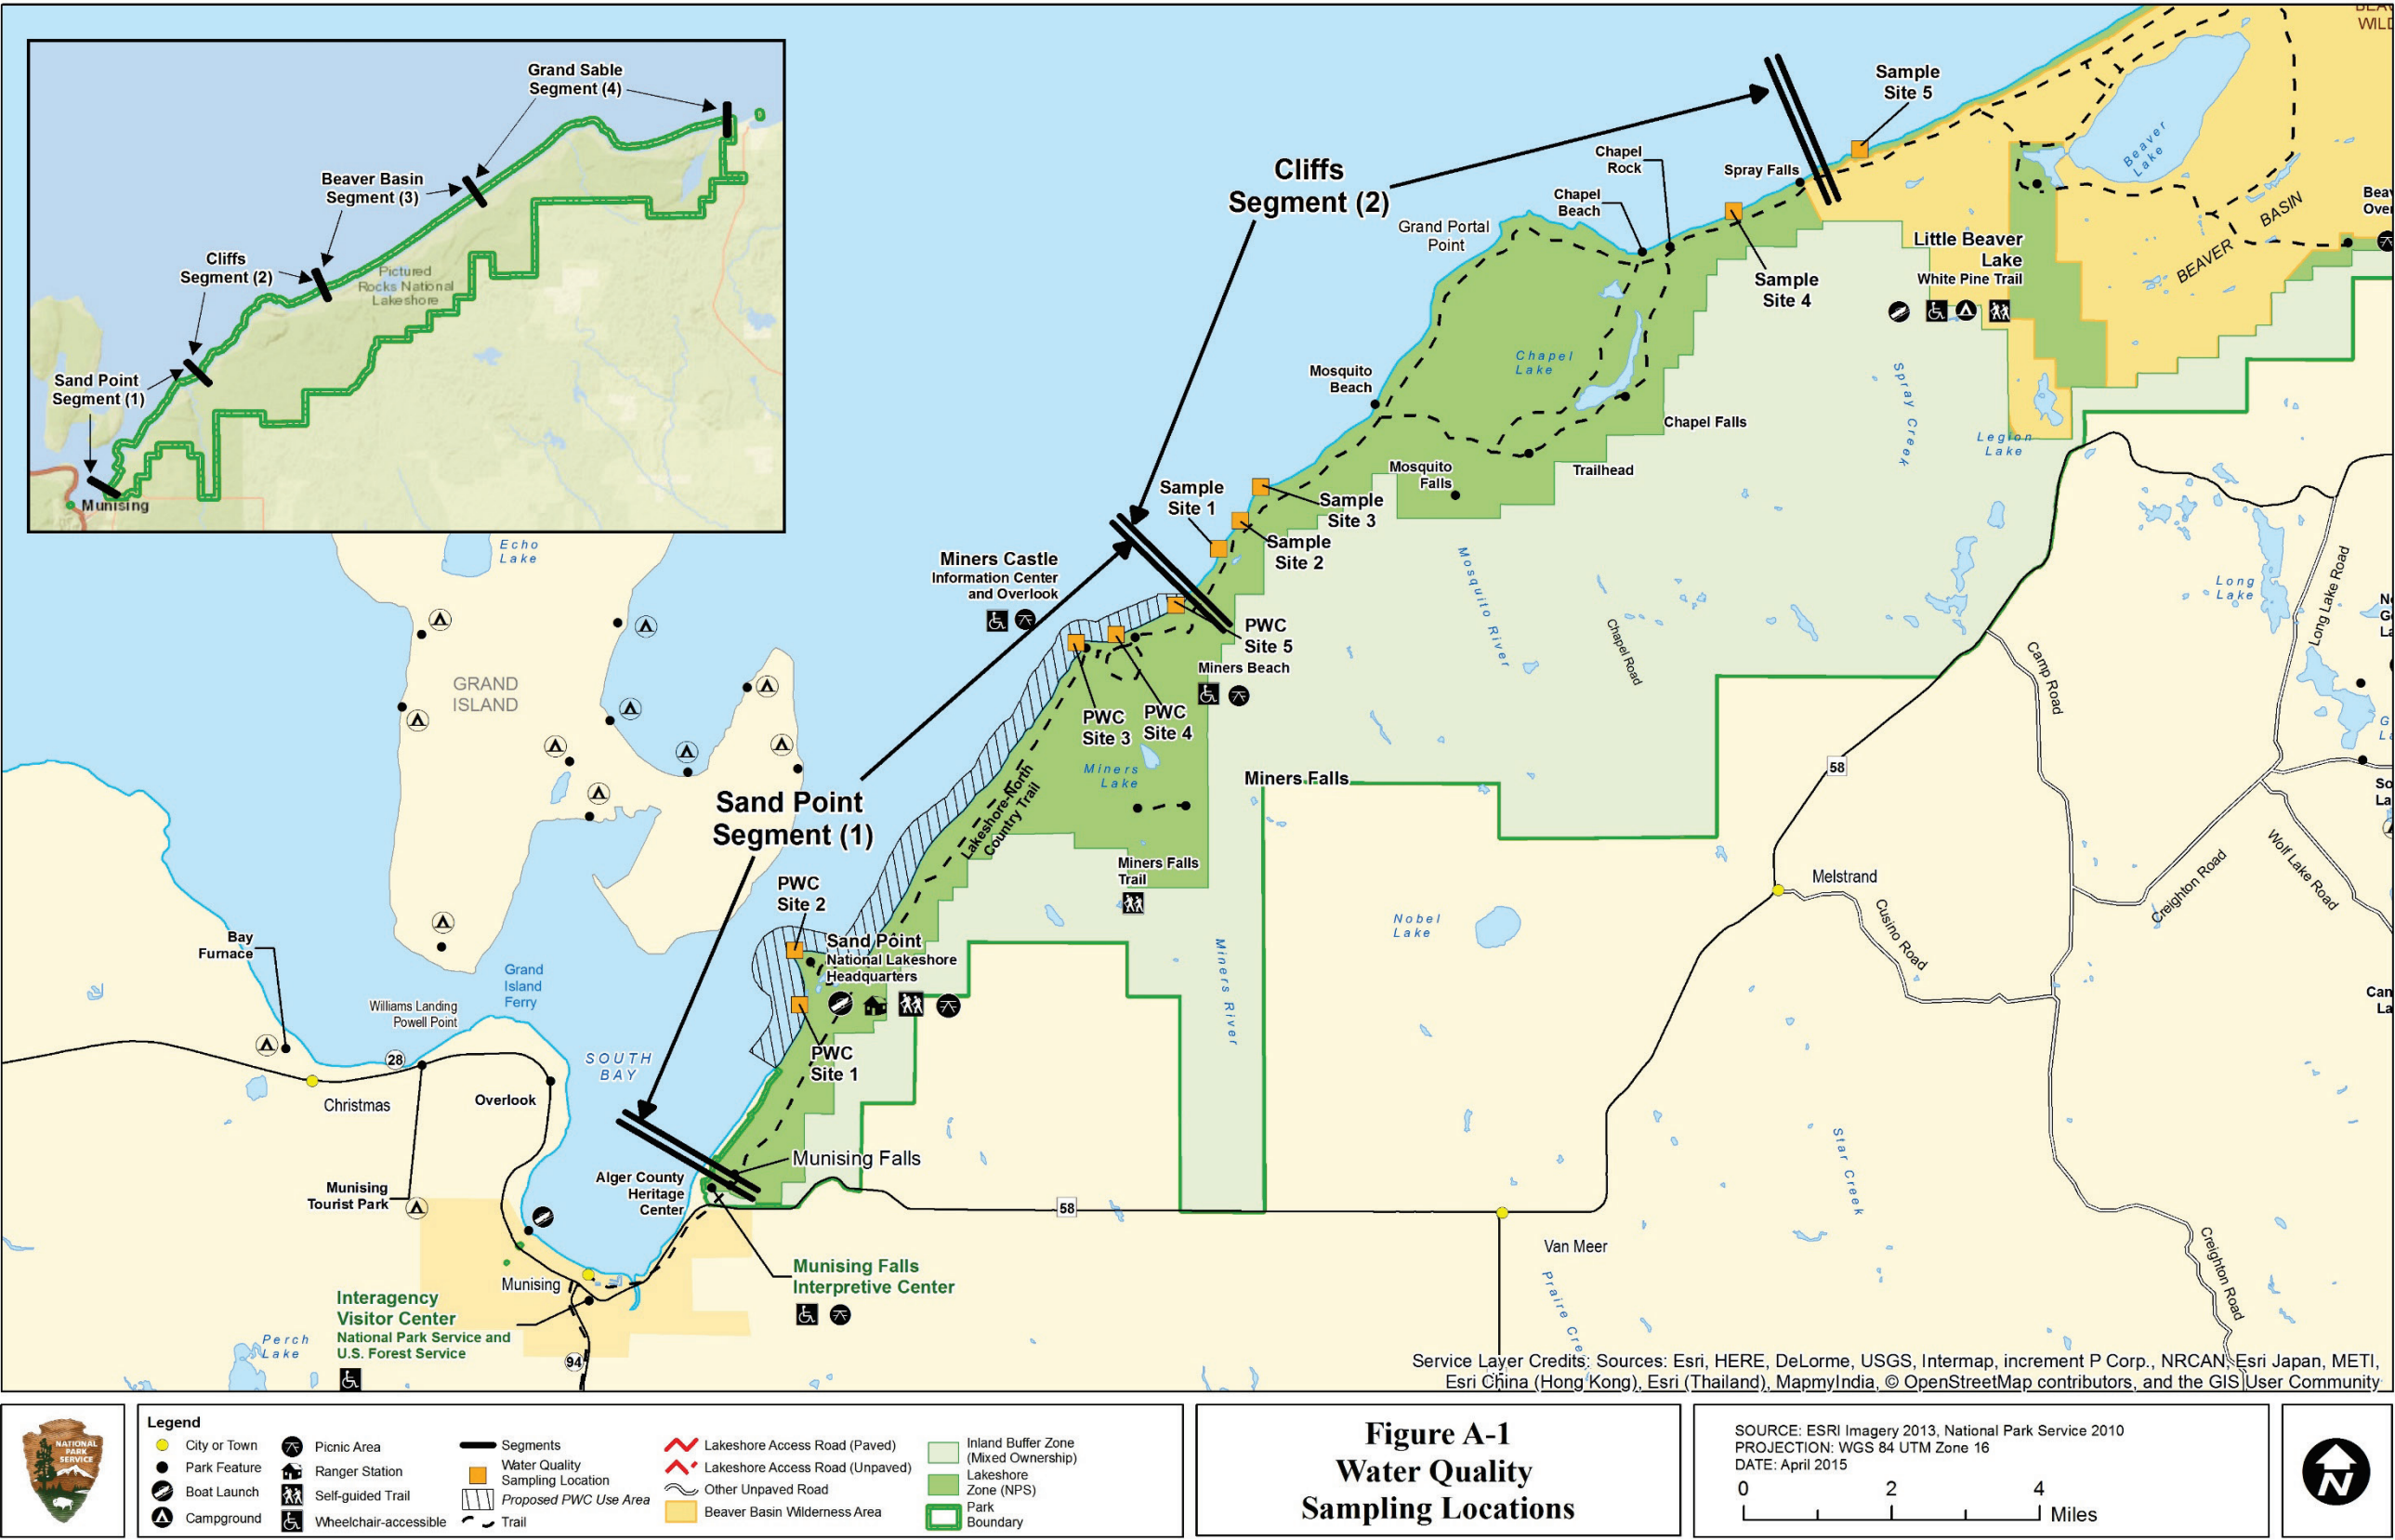 Grand Sable
Segment (4)
Beaver Basin
Segment (3)
Cliffs
Segment (2)
Pictured
Rocks National
Lakeshore
Sand Point
Segment (1)
Munising
WILD
Sample
Site 5
Cliffs
Segment (2)
Chapel
Rock
Spray Falls
Chapel
Beach
Grand Portal
Point
Beaver
Lake
BEAVER BASIN
Little Beaver
Lake
White Pine Trail
Sample
Site 4
Mosquito
Beach
Chapel
Lake
Chapel Falls
Spray Creek
Legion
Lake
Mosquito
Falls
Trailhead
Sample
Site 1
Sample
Site 3
Sample
Site 2
Echo
Lake
Miners Castle
Information Center
and Overlook
PWC
Site 5
Miners Beach
Mosquito River
Chapel Road
Camp Road
Long
Lake
Long Lake Road
GRAND
ISLAND
PWC
Site 3
PWC
Site 4
Miners
Lake
Miners Falls
58
Sand Point
Segment (1)
Lakeshore-North
Country Trail
Miners Falls
Trail
Melstrand
Cusino Road
Creighton Road
Wolf Lake Road
PWC
Site 2
Sand Point
National Lakeshore
Headquarters
Nobel
Lake
Miners River
Bay
Furnace
Grand
Island
Ferry
Williams Landing
Powell Point
28
SOUTH
BAY
PWC
Site 1
Christmas
Overlook
Munising Falls
Alger County
Heritage
Center
Munising
Tourist Park
58
Star Creek
Van Meer
Creighton Road
Munising
Munising Falls
Interpretive Center
Interagency
Visitor Center
National Park Service and
U.S. Forest Service
Perch
Lake
94
Praire
Service Layer Credits: Sources: Esri, HERE, DeLorme, USGS, Intermap, increment P Corp., NRCAN, Esri Japan, METI,
Esri China (Hong Kong), Esri (Thailand), MapmyIndia, © OpenStreetMap contributors, and the GIS User Community
NATIONAL
PARK
SERVICE
Legend
City or Town
Park Feature
Boat Launch
Campground
Picnic Area
Ranger Station
Self-guided Trail
Wheelchair-accessible
Segments
Water Quality
Sampling Location
Proposed PWC Use Area
Trail
Lakeshore Access Road (Paved)
Lakeshore Access Road (Unpaved)
Other Unpaved Road
Beaver Basin Wilderness Area
Inland Buffer Zone
(Mixed Ownership)
Lakeshore
Zone (NPS)
Park
Boundary
Figure A-1
Water Quality
Sampling Locations
SOURCE: ESRI Imagery 2013, National Park Service 2010
PROJECTION: WGS 84 UTM Zone 16
DATE: April 2015
0 2 4
Miles
N